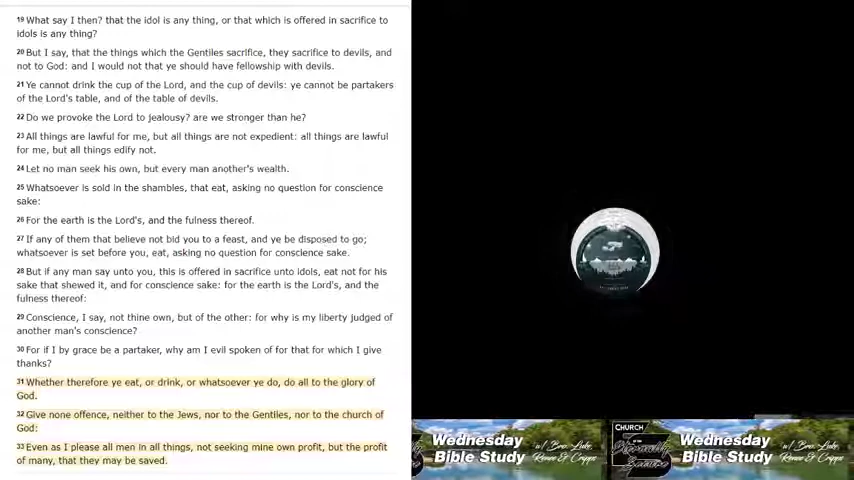 19 What say I then? that the idol is any thing, or that which is offered in sacrifice to
idols is any thing?
20 But I say, that the things which the Gentiles sacrifice, they sacrifice to devils, and
not to God: and I would not that ye should have fellowship with devils.
21 Ye cannot drink the cup of the Lord, and the cup of devils: ye cannot be partakers
of the Lord's table, and of the table of devils.
22 Do we provoke the Lord to jealousy? are we stronger than he?
23 All things are lawful for me, but all things are not expedient: all things are lawful
for me, but all things edify not.
24 Let no man seek his own, but every man another's wealth.
25 Whatsoever is sold in the shambles, that eat, asking no question for conscience
sake:
26 For the earth is the Lord's, and the fulness thereof.
27 If any of them that believe not bid you to a feast, and ye be disposed to go;
whatsoever is set before you, eat, asking no question for conscience sake.
28 But if any man say unto you, this is offered in sacrifice unto idols, eat not for his
sake that shewed it, and for conscience sake: for the earth is the Lord's, and the
fulness thereof:
29 Conscience, I say, not thine own, but of the other: for why is my liberty judged of
another man's conscience?
30 For if I by grace be a partaker, why am I evil spoken of for that for which I give
thanks?
31 Whether therefore ye eat, or drink, or whatsoever ye do, do all to the glory of
God.
32 Give none offence, neither to the Jews, nor to the Gentiles, nor to the church of
God:
33 Even as I please all men in all things, not seeking mine own profit, but the profit
of many, that they may be saved.
Wednesday
Bible Study
w/ Bro. Luke,
Renee & Cripps
CHURCH
OF THE
Eternally
Secure
Wednesday
Bible Study
w/ Bro. Luke,
Renee & Cripps